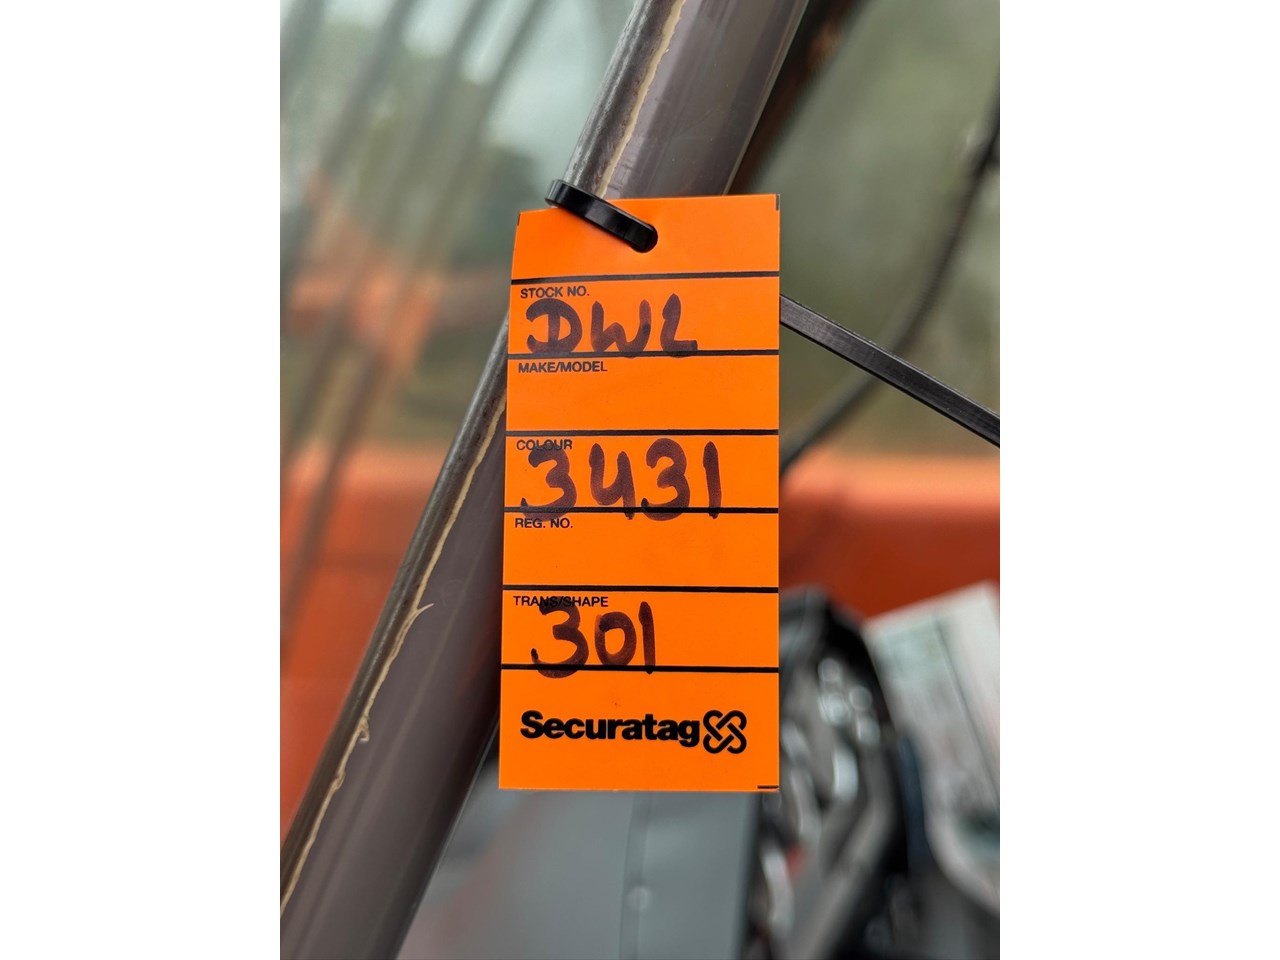 STOCK NO.
DWL
MAKE/MODEL
COLOUR
3431
REG. NO.
TRANS/SHAPE
301
Securatag